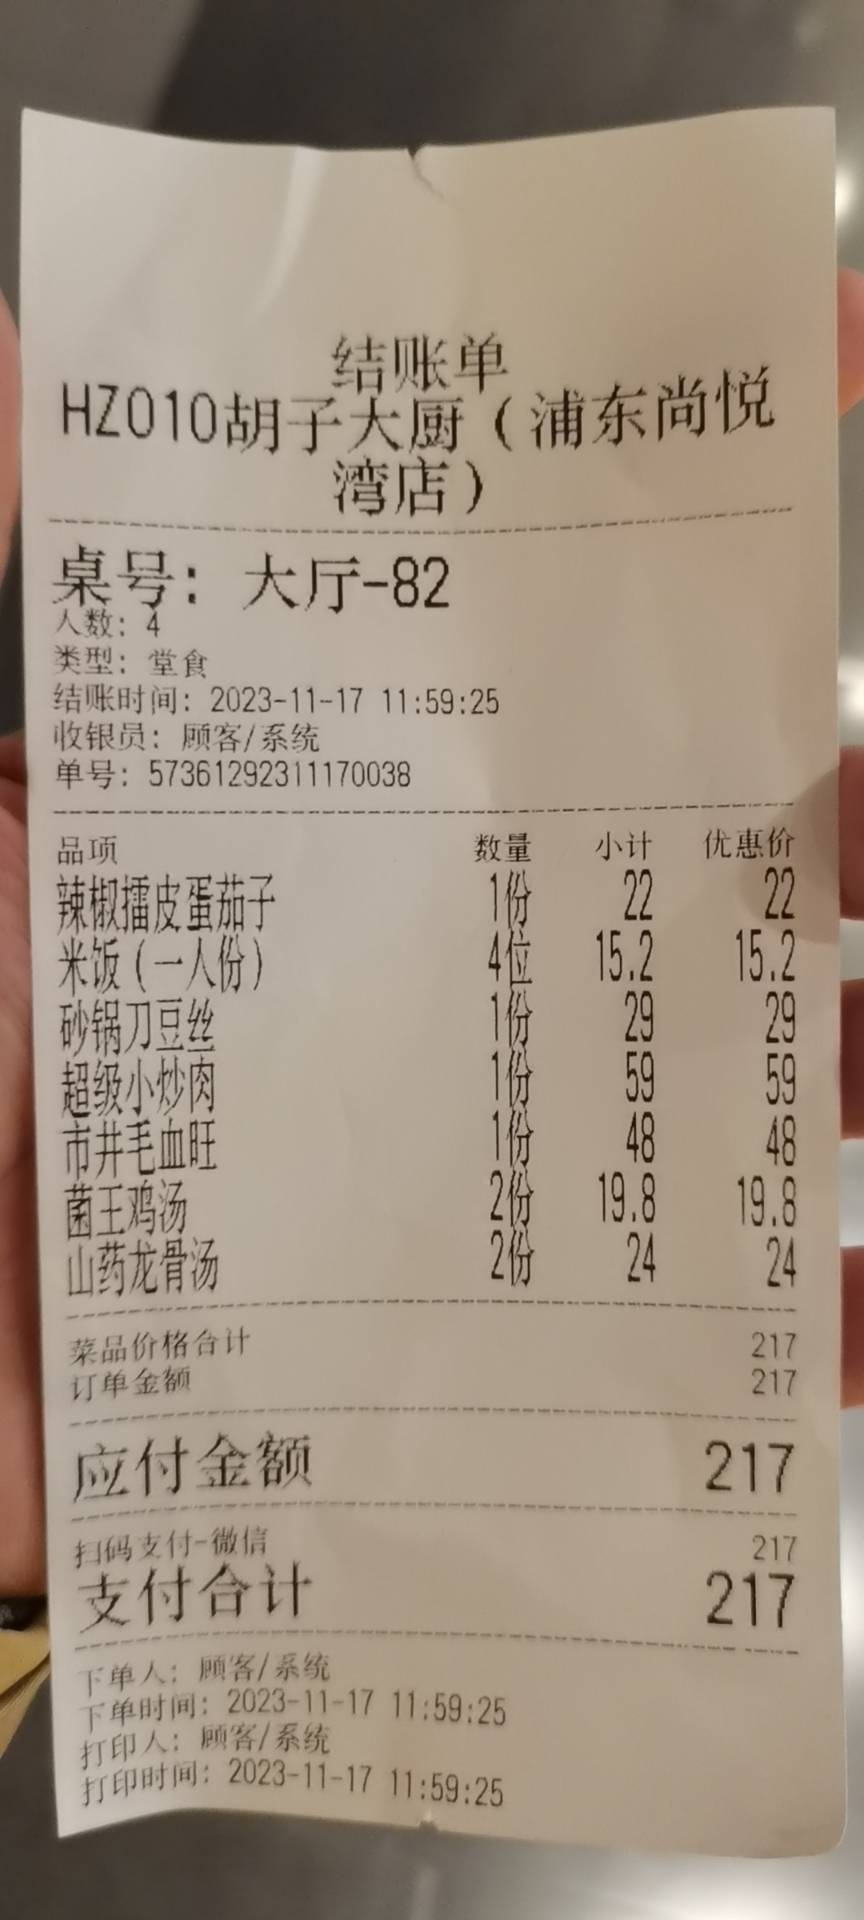 结账单
HZ010胡子大厨（浦东尚悦
湾店）
桌号：大厅-82
人数：4
类型：堂食
结账时间：2023-11-17 11:59:25
收银员：顾客/系统
单号：57361292311170038
品项 数量 小计 优惠价
辣椒擂皮蛋茄子 1份 22 22
米饭（一人份） 4位 15.2 15.2
砂锅刀豆丝 1份 29 29
超级小炒肉 1份 59 59
市井毛血旺 1份 48 48
菌王鸡汤 2份 19.8 19.8
山药龙骨汤 2份 24 24
菜品价格合计 217
订单金额 217
应付金额 217
扫码支付-微信 217
支付合计 217
下单人：顾客/系统
下单时间：2023-11-17 11:59:25
打印人：顾客/系统
打印时间：2023-11-17 11:59:25